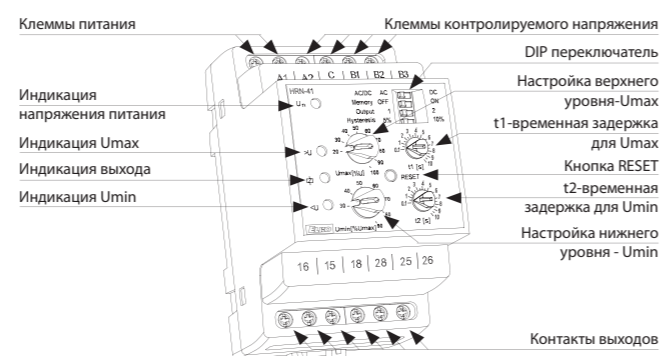 Клеммы питания
Клеммы контролируемого напряжения
DIP переключатель
Настройка верхнего
уровня-Umax
t1-временная задержка
для Umax
Кнопка RESET
t2-временная
задержка для Umin
Настройка нижнего
уровня - Umin
Контакты выходов
Индикация
напряжения питания
Индикация Umax
Индикация выхода
Индикация Umin
A1 A2 C B1 B2 B3
HRN-41
Un
AC/DC AC DC
Memory OFF ON
Output 1 2
Hysteresis 5% 10%
>U
Umax[%Un] 160
t1 [s]
RESET
<U
Umin[%Umax]
t2 [s]
16 15 18 28 25 26